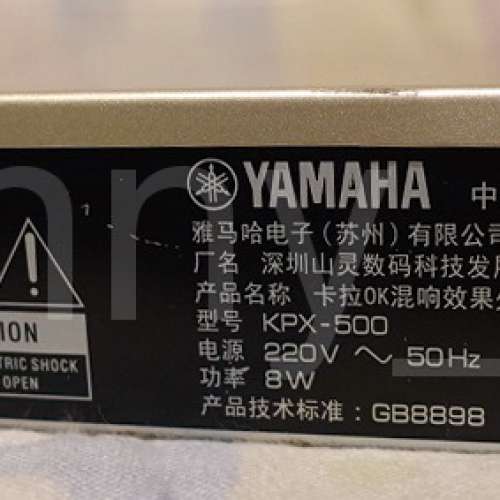 YAMAHA 中
雅马哈电子（苏州）有限公司
厂名 深圳山灵数码科技发展
产品名称： 卡拉OK混响效果
型号 KPX-500
电源 220V ～ 50Hz
功率 8W
产品技术标准：GB8898
ION
TRIC SHOCK
OPEN